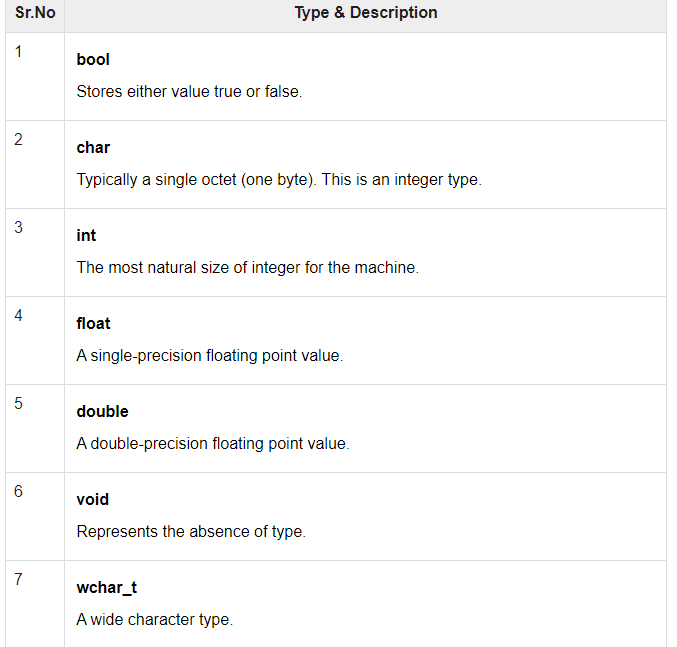 Sr.No Type & Description
1
bool
Stores either value true or false.
2
char
Typically a single octet (one byte). This is an integer type.
3
int
The most natural size of integer for the machine.
4
float
A single-precision floating point value.
5
double
A double-precision floating point value.
6
void
Represents the absence of type.
7
wchar_t
A wide character type.